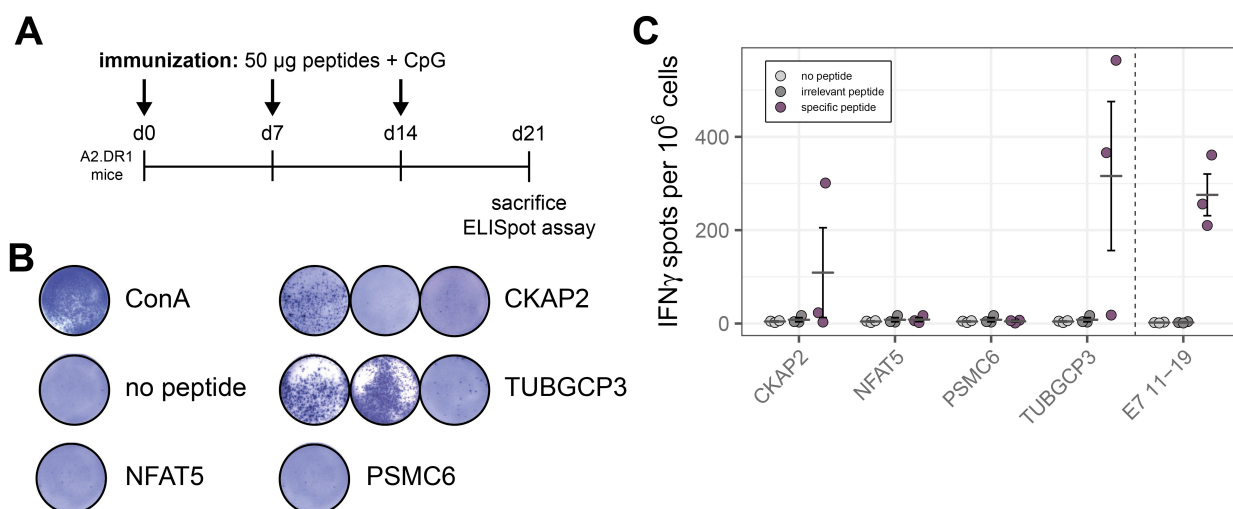 A
immunization: 50 µg peptides + CpG
d0
d7
d14
d21
A2.DR1
mice
sacrifice
ELISpot assay
B
ConA
CKAP2
no peptide
TUBGCP3
NFAT5
PSMC6
C
IFNγ spots per 10⁶ cells
no peptide
irrelevant peptide
specific peptide
400
200
0
CKAP2
NFAT5
PSMC6
TUBGCP3
E7 11−19